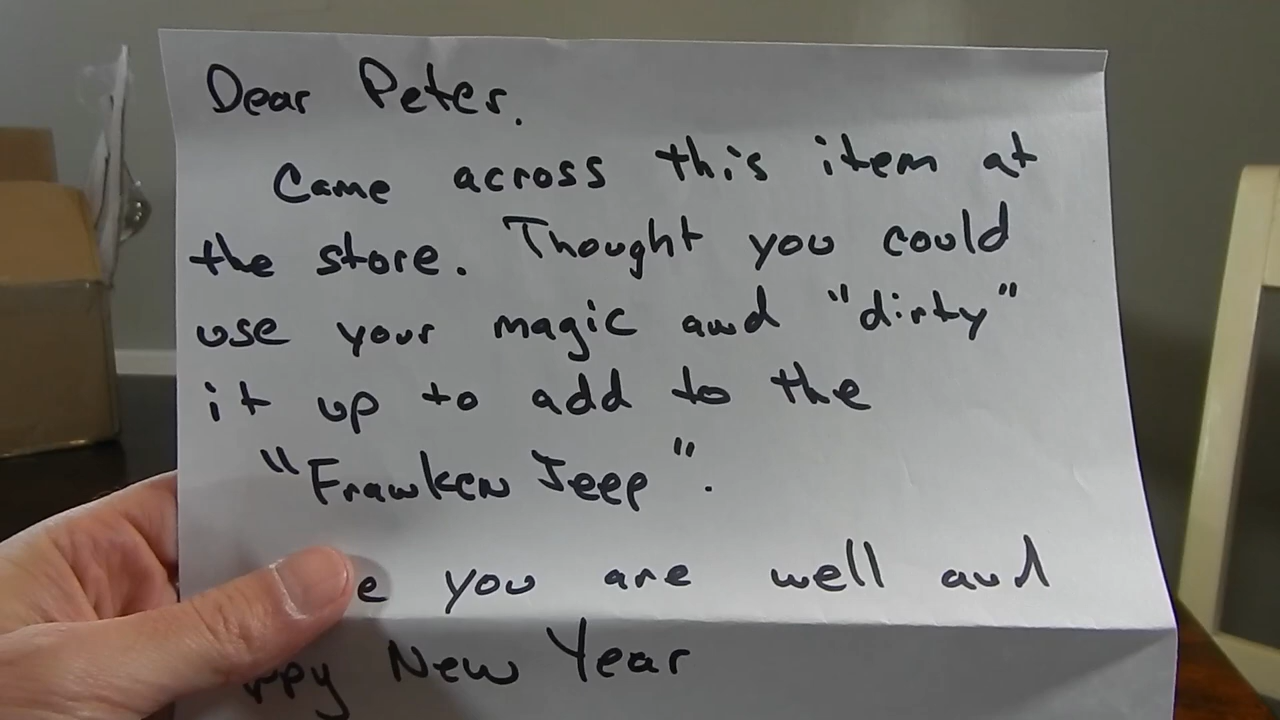 Dear Peter.
Came across this item at
the store. Thought you could
use your magic and "dirty"
it up to add to the
"Franken Jeep".
you are well and
New Year